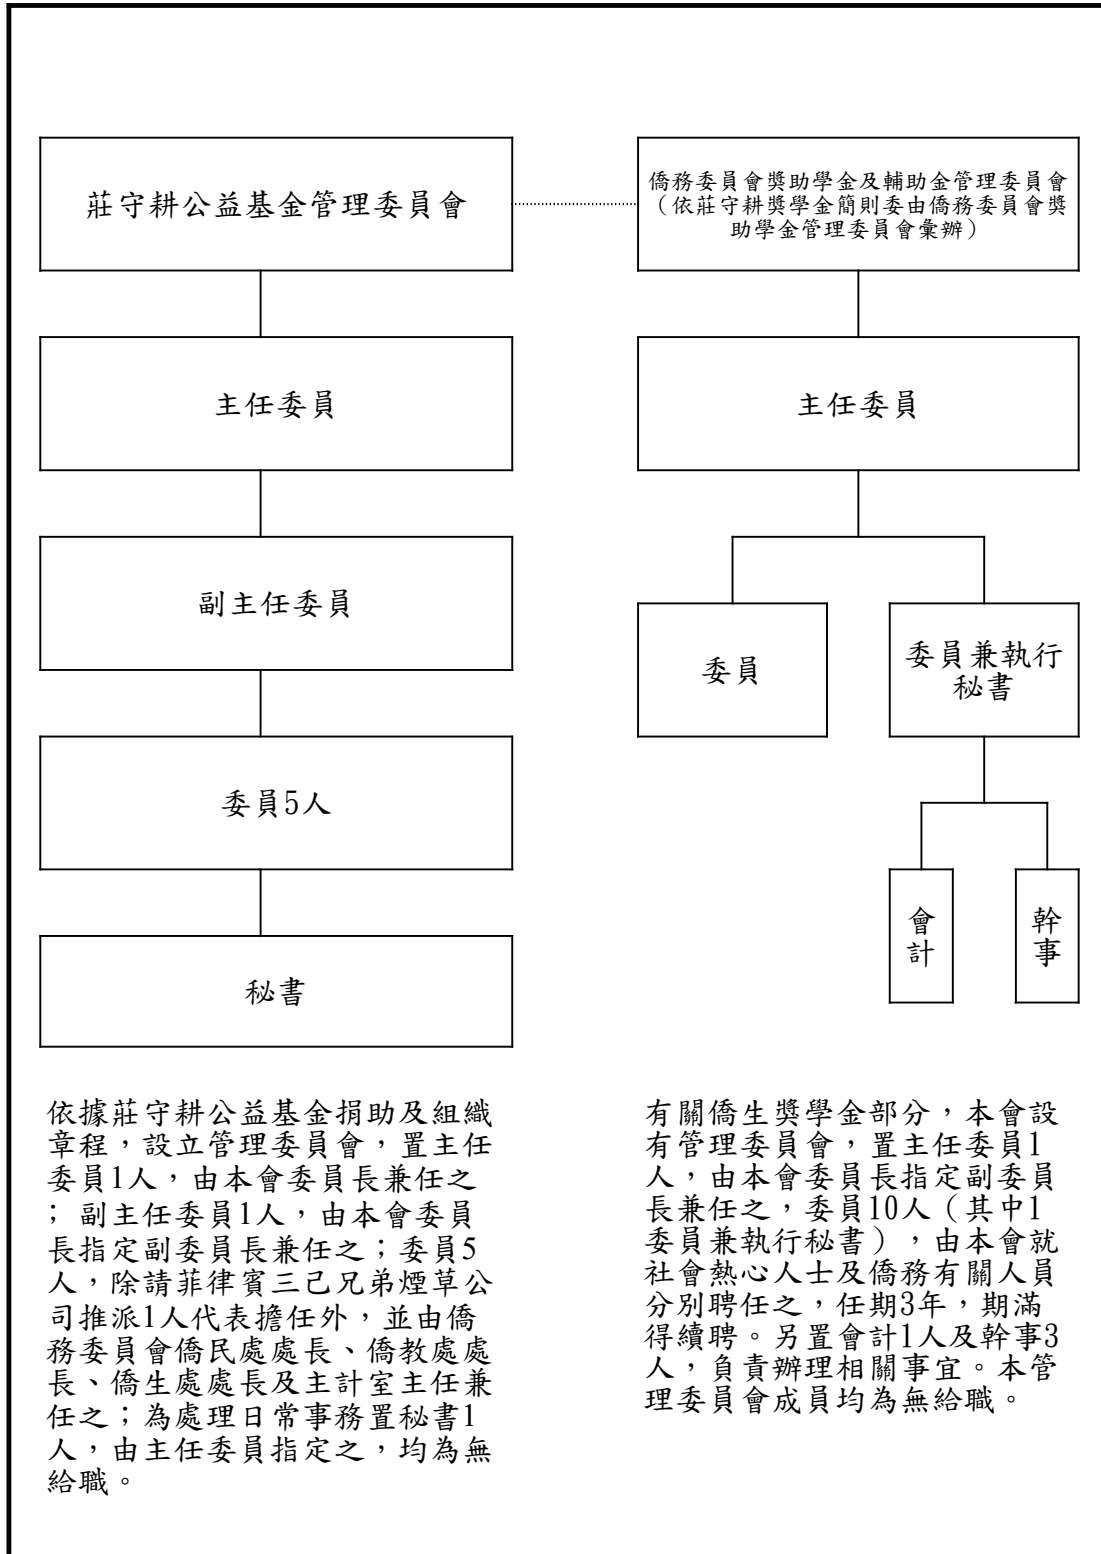 莊守耕公益基金管理委員會
主任委員
副主任委員
委員5人
秘書
依據莊守耕公益基金捐助及組織
章程，設立管理委員會，置主任
委員1人，由本會委員長兼任之
；副主任委員1人，由本會委員
長指定副委員長兼任之；委員5
人，除請菲律賓三己兄弟煙草公
司推派1人代表擔任外，並由僑
務委員會僑民處處長、僑教處處
長、僑生處處長及主計室主任兼
任之；為處理日常事務置秘書1
人，由主任委員指定之，均為無
給職。
僑務委員會獎助學金及輔助金管理委員會
（依莊守耕獎學金簡則委由僑務委員會獎
助學金管理委員會彙辦）
主任委員
委員
委員兼執行
秘書
會計
幹事
有關僑生獎學金部分，本會設
有管理委員會，置主任委員1
人，由本會委員長指定副委員
長兼任之，委員10人（其中1
委員兼執行秘書），由本會就
社會熱心人士及僑務有關人員
分別聘任之，任期3年，期滿
得續聘。另置會計1人及幹事3
人，負責辦理相關事宜。本管
理委員會成員均為無給職。